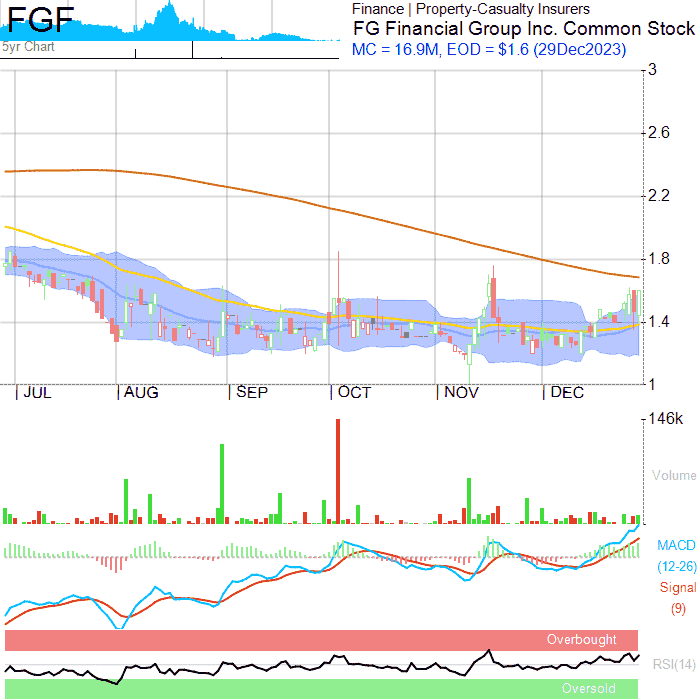 FGF
5yr Chart
Finance | Property-Casualty Insurers
FG Financial Group Inc. Common Stock
MC = 16.9M, EOD = $1.6 (29Dec2023)
3
2.6
2.2
1.8
1.4
1
JUL AUG SEP OCT NOV DEC
146k
Volume
MACD
(12-26)
Signal
(9)
Overbought
RSI(14)
Oversold